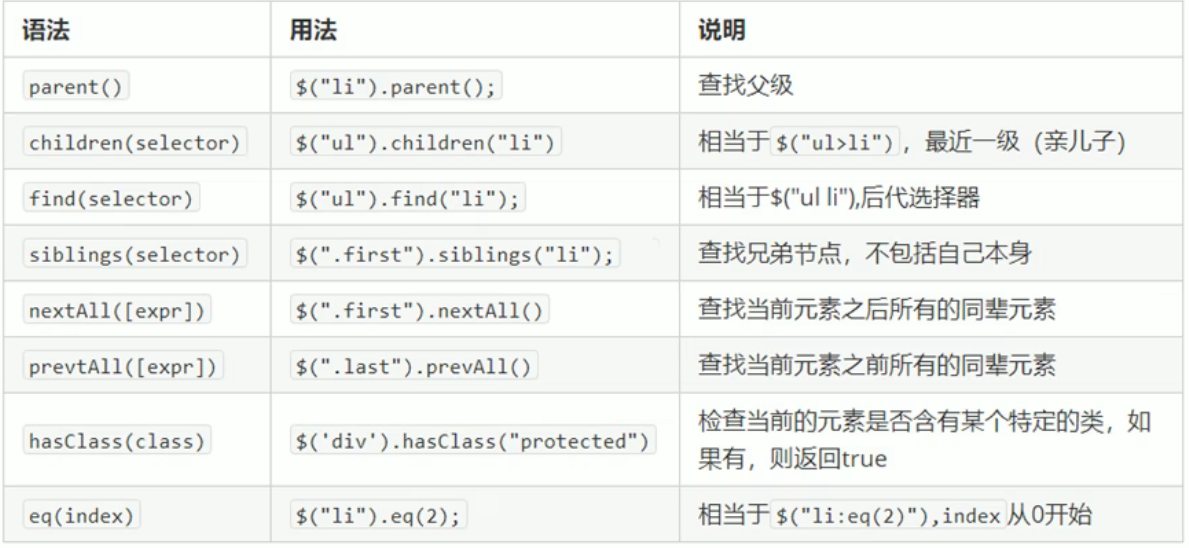 语法 用法 说明
parent() $("li").parent(); 查找父级
children(selector) $("ul").children("li") 相当于$("ul>li")，最近一级（亲儿子）
find(selector) $("ul").find("li"); 相当于$("ul li"),后代选择器
siblings(selector) $(".first").siblings("li"); 查找兄弟节点，不包括自己本身
nextAll([expr]) $(".first").nextAll() 查找当前元素之后所有的同辈元素
prevtAll([expr]) $(".last").prevAll() 查找当前元素之前所有的同辈元素
hasClass(class) $('div').hasClass("protected") 检查当前的元素是否含有某个特定的类，如
果有，则返回true
eq(index) $("li").eq(2); 相当于$("li:eq(2)"),index从0开始